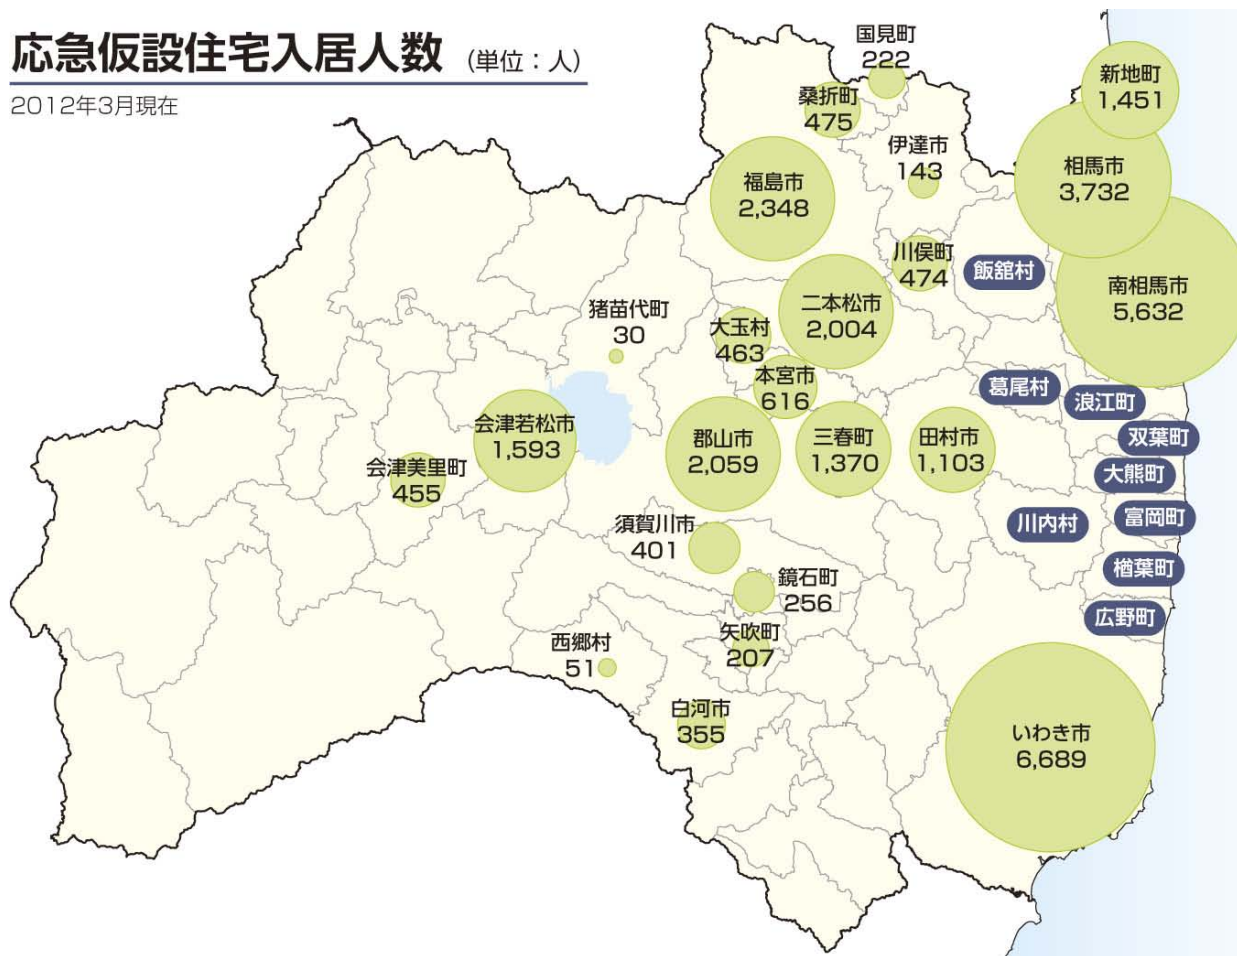 応急仮設住宅入居人数 (単位：人)
2012年3月現在
国見町
222
新地町
1,451
桑折町
475
伊達市
143
相馬市
3,732
福島市
2,348
川俣町
474
飯舘村
南相馬市
5,632
二本松市
2,004
猪苗代町
30
大玉村
463
本宮市
616
葛尾村
浪江町
会津若松市
1,593
郡山市
2,059
三春町
1,370
田村市
1,103
双葉町
会津美里町
455
大熊町
須賀川市
401
川内村
富岡町
鏡石町
256
楢葉町
広野町
矢吹町
207
西郷村
51
白河市
355
いわき市
6,689